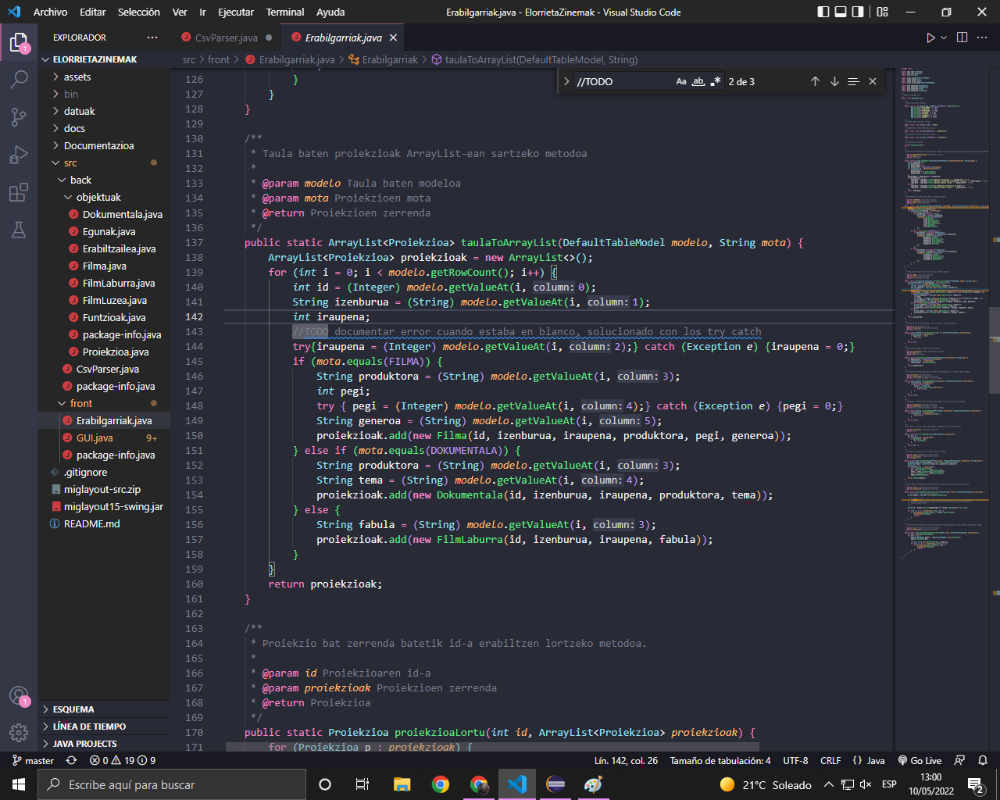 Archivo Editar Selección Ver Ir Ejecutar Terminal Ayuda
Erabilgarriak.java - ElorrietaZinemak - Visual Studio Code
EXPLORADOR
CsvParser.java
Erabilgarriak.java
ELORRIETAZINEMAK
src > front > Erabilgarriak.java > Erabilgarriak > taulaToArrayList(DefaultTableModel, String)
//TODO
Aa ab .* 2 de 3
assets
bin
datuak
docs
Documentazioa
src
back
objektuak
Dokumentala.java
Egunak.java
Erabiltzailea.java
Filma.java
FilmLaburra.java
FilmLuzea.java
Funtzioak.java
package-info.java
Proiekzioa.java
CsvParser.java
package-info.java
front
Erabilgarriak.java
GUI.java 9+
package-info.java
.gitignore
miglayout-src.zip
miglayout15-swing.jar
README.md
ESQUEMA
LÍNEA DE TIEMPO
JAVA PROJECTS
1
1
126 }
127 }
128 }
129
130 /**
131 * Taula baten proiekzioak ArrayList-ean sartzeko metodoa
132 *
133 * @param modelo Taula baten modeloa
134 * @param mota Proiekzioen mota
135 * @return Proiekzioen zerrenda
136 */
137 public static ArrayList<Proiekzioa> taulaToArrayList(DefaultTableModel modelo, String mota) {
138 ArrayList<Proiekzioa> proiekzioak = new ArrayList<>();
139 for (int i = 0; i < modelo.getRowCount(); i++) {
140 int id = (Integer) modelo.getValueAt(i, column: 0);
141 String izenburua = (String) modelo.getValueAt(i, column: 1);
142 int iraupena;
143 //TODO documentar error cuando estaba en blanco, solucionado con los try catch
144 try{iraupena = (Integer) modelo.getValueAt(i, column: 2);} catch (Exception e) {iraupena = 0;}
145 if (mota.equals(FILMA)) {
146 String produktora = (String) modelo.getValueAt(i, column: 3);
147 int pegi;
148 try { pegi = (Integer) modelo.getValueAt(i, column: 4);} catch (Exception e) {pegi = 0;}
149 String generoa = (String) modelo.getValueAt(i, column: 5);
150 proiekzioak.add(new Filma(id, izenburua, iraupena, produktora, pegi, generoa));
151 } else if (mota.equals(DOKUMENTALA)) {
152 String produktora = (String) modelo.getValueAt(i, column: 3);
153 String tema = (String) modelo.getValueAt(i, column: 4);
154 proiekzioak.add(new Dokumentala(id, izenburua, iraupena, produktora, tema));
155 } else {
156 String fabula = (String) modelo.getValueAt(i, column: 3);
157 proiekzioak.add(new FilmLaburra(id, izenburua, iraupena, fabula));
158 }
159 }
160 return proiekzioak;
161 }
162
163 /**
164 * Proiekzio bat zerrenda batetik id-a erabiltzen lortzeko metodoa.
165 *
166 * @param id Proiekzioaren id-a
167 * @param proiekzioak Proiekzioen zerrenda
168 * @return Proiekzioa
169 */
170 public static Proiekzioa proiekzioaLortu(int id, ArrayList<Proiekzioa> proiekzioak) {
171 for (Proiekzioa p : proiekzioak) {
master 0 19 9
Lín. 142, col. 26 Tamaño de tabulación: 4 UTF-8 CRLF {} Java Go Live
Escribe aquí para buscar
21°C Soleado
ESP
13:00
10/05/2022
2